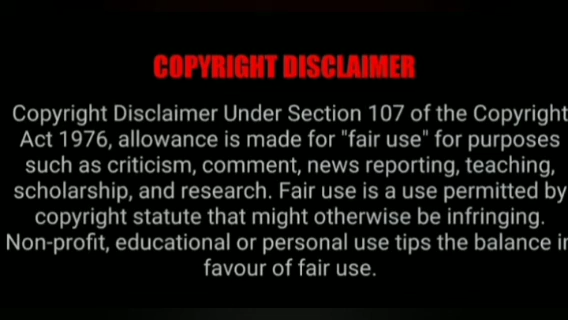 COPYRIGHT DISCLAIMER
Copyright Disclaimer Under Section 107 of the Copyright
Act 1976, allowance is made for "fair use" for purposes
such as criticism, comment, news reporting, teaching,
scholarship, and research. Fair use is a use permitted by
copyright statute that might otherwise be infringing.
Non-profit, educational or personal use tips the balance in
favour of fair use.